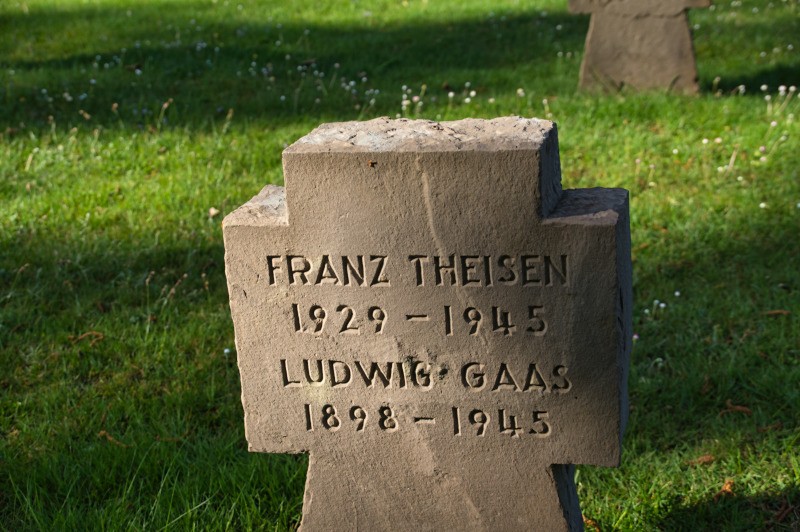 FRANZ THEISEN
1929 - 1945
LUDWIG GAAS
1898 - 1945